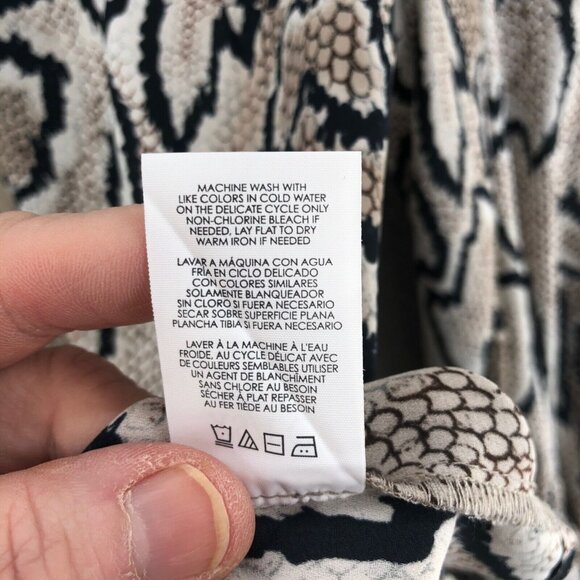 MACHINE WASH WITH
LIKE COLORS IN COLD WATER
ON THE DELICATE CYCLE ONLY
NON-CHLORINE BLEACH IF
NEEDED, LAY FLAT TO DRY
WARM IRON IF NEEDED
LAVAR A MÁQUINA CON AGUA
FRÍA EN CICLO DELICADO
CON COLORES SIMILARES
SOLAMENTE BLANQUEADOR
SIN CLORO SI FUERA NECESARIO
SECAR SOBRE SUPERFICIE PLANA
PLANCHA TIBIA SI FUERA NECESARIO
LAVER À LA MACHINE À L'EAU
FROIDE, AU CYCLE DÉLICAT AVEC
DE COULEURS SEMBLABLES UTILISER
UN AGENT DE BLANCHÎMENT
SANS CHLORE AU BESOIN
SÉCHER À PLAT REPASSER
AU FER TIÈDE AU BESOIN